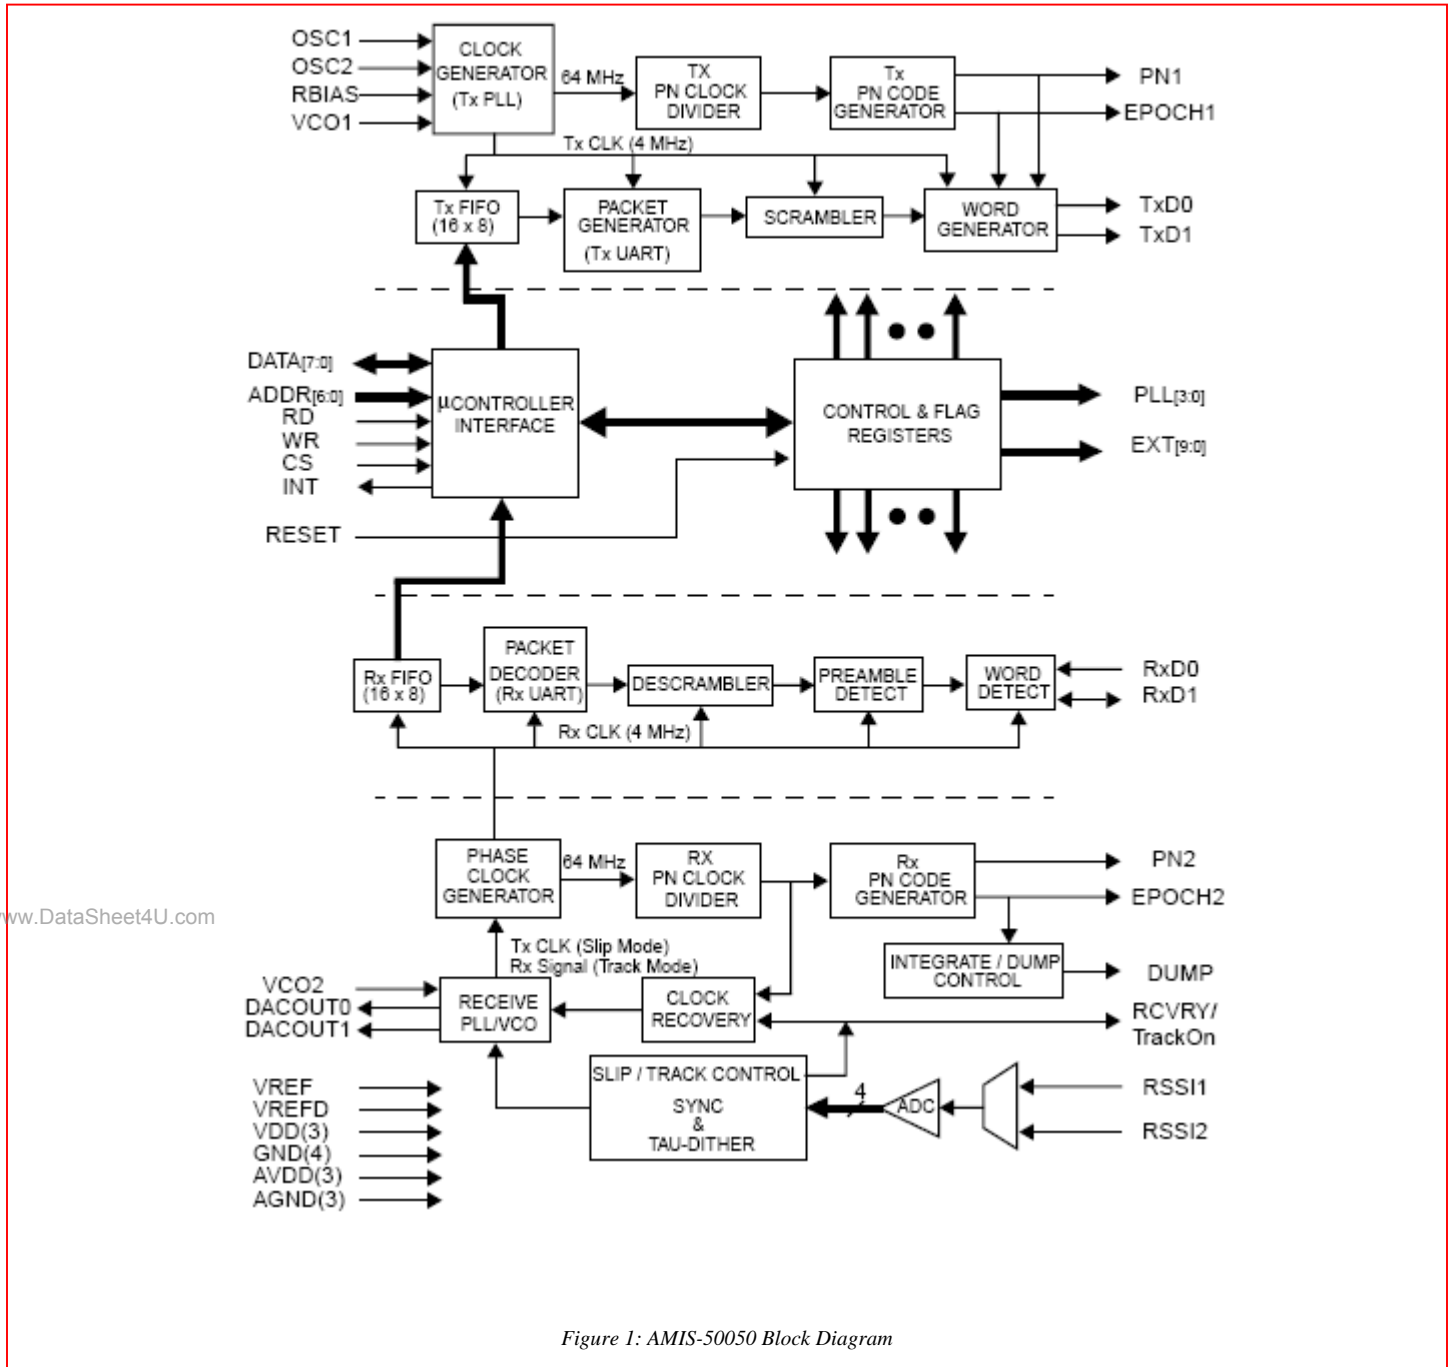 OSC1
OSC2
RBIAS
VCO1
CLOCK
GENERATOR
(Tx PLL)
64 MHz
TX
PN CLOCK
DIVIDER
Tx
PN CODE
GENERATOR
PN1
EPOCH1
Tx CLK (4 MHz)
Tx FIFO
(16 x 8)
PACKET
GENERATOR
(Tx UART)
SCRAMBLER
WORD
GENERATOR
TxD0
TxD1
DATA[7:0]
ADDR[6:0]
RD
WR
CS
INT
RESET
µCONTROLLER
INTERFACE
CONTROL & FLAG
REGISTERS
PLL[3:0]
EXT[9:0]
Rx FIFO
(16 x 8)
PACKET
DECODER
(Rx UART)
DESCRAMBLER
PREAMBLE
DETECT
WORD
DETECT
RxD0
RxD1
Rx CLK (4 MHz)
PHASE
CLOCK
GENERATOR
64 MHz
RX
PN CLOCK
DIVIDER
Rx
PN CODE
GENERATOR
PN2
EPOCH2
www.DataSheet4U.com
Tx CLK (Slip Mode)
Rx Signal (Track Mode)
INTEGRATE / DUMP
CONTROL
DUMP
VCO2
DACOUT0
DACOUT1
RECEIVE
PLL/VCO
CLOCK
RECOVERY
RCVRY/
TrackOn
SLIP / TRACK CONTROL
SYNC
&
TAU-DITHER
4
ADC
RSSI1
RSSI2
VREF
VREFD
VDD(3)
GND(4)
AVDD(3)
AGND(3)
Figure 1: AMIS-50050 Block Diagram